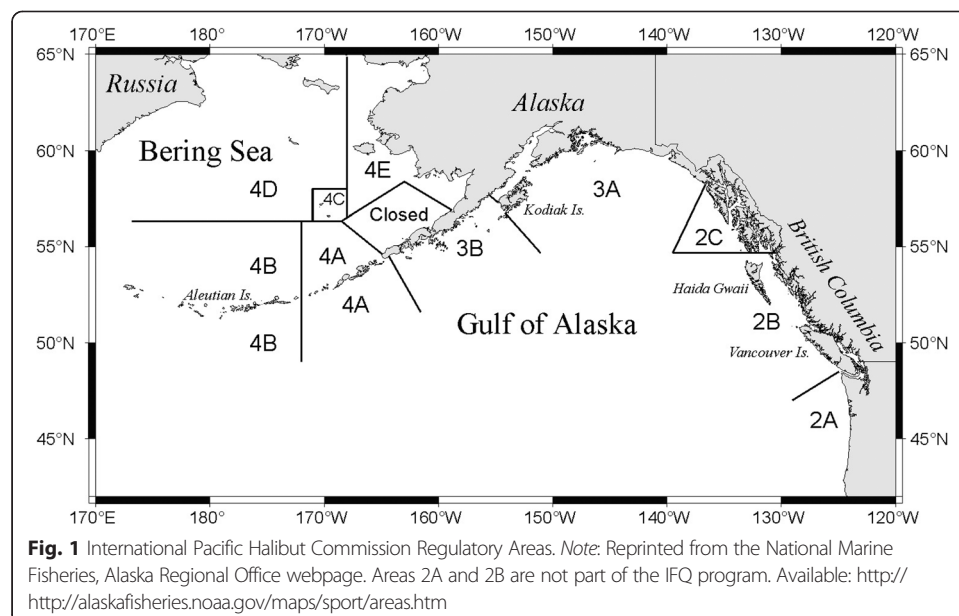 170°E 180° 170°W 160°W 150°W 140°W 130°W 120°W
65°N 65°N
Russia
Alaska
Bering Sea
60°N 60°N
4E
4D 4C
3A
Closed
Kodiak Is.
55°N 55°N
4B 4A 3B 2C
British Columbia
Aleutian Is. 4A
Haida Gwaii
Gulf of Alaska 2B
50°N 50°N
4B
Vancouver Is.
2A
45°N 45°N
170°E 180° 170°W 160°W 150°W 140°W 130°W 120°W
Fig. 1 International Pacific Halibut Commission Regulatory Areas. Note: Reprinted from the National Marine
Fisheries, Alaska Regional Office webpage. Areas 2A and 2B are not part of the IFQ program. Available: http://
http://alaskafisheries.noaa.gov/maps/sport/areas.htm